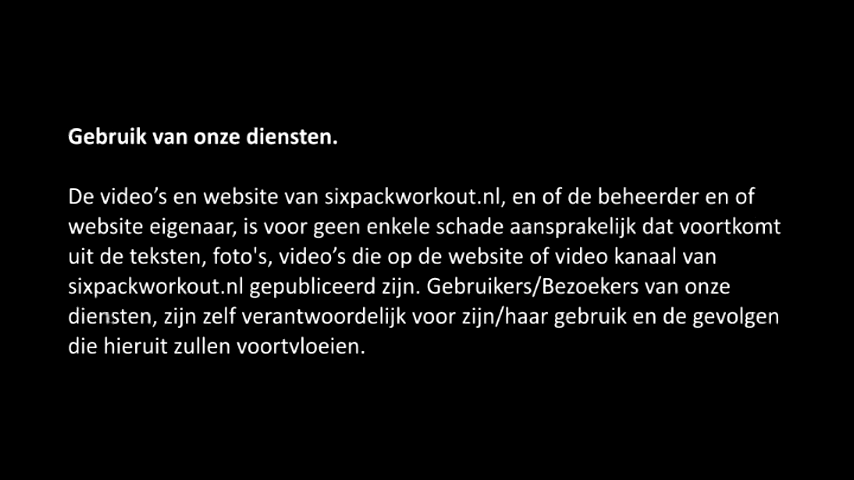 Gebruik van onze diensten.
De video’s en website van sixpackworkout.nl, en of de beheerder en of
website eigenaar, is voor geen enkele schade aansprakelijk dat voortkomt
uit de teksten, foto's, video’s die op de website of video kanaal van
sixpackworkout.nl gepubliceerd zijn. Gebruikers/Bezoekers van onze
diensten, zijn zelf verantwoordelijk voor zijn/haar gebruik en de gevolgen
die hieruit zullen voortvloeien.